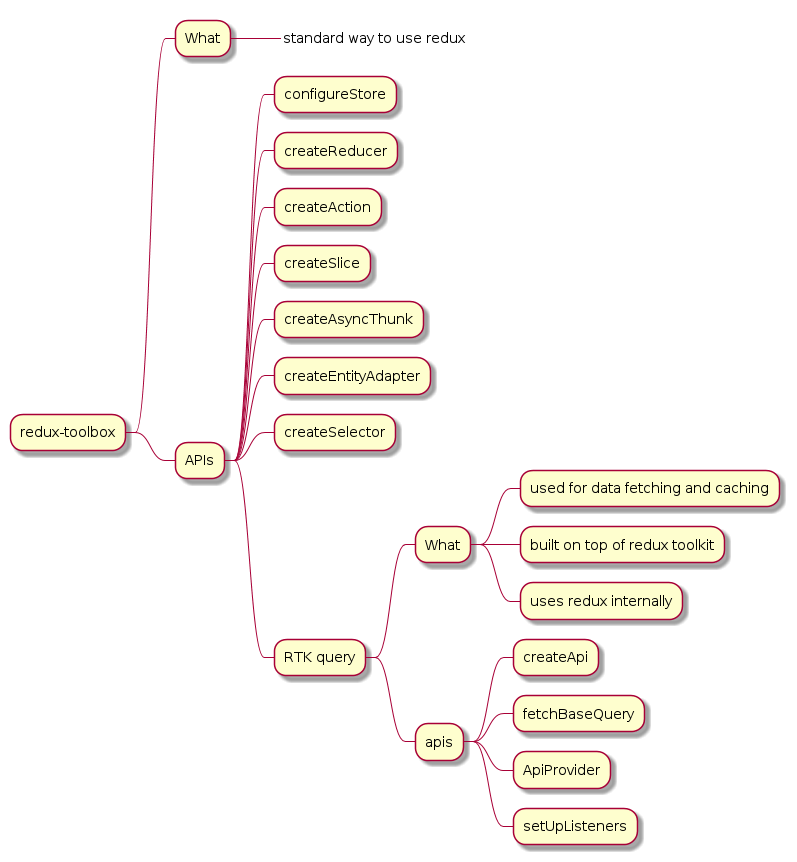 What
standard way to use redux
configureStore
createReducer
createAction
createSlice
createAsyncThunk
createEntityAdapter
redux-toolbox
createSelector
APIs
used for data fetching and caching
What
built on top of redux toolkit
uses redux internally
RTK query
createApi
fetchBaseQuery
apis
ApiProvider
setUpListeners